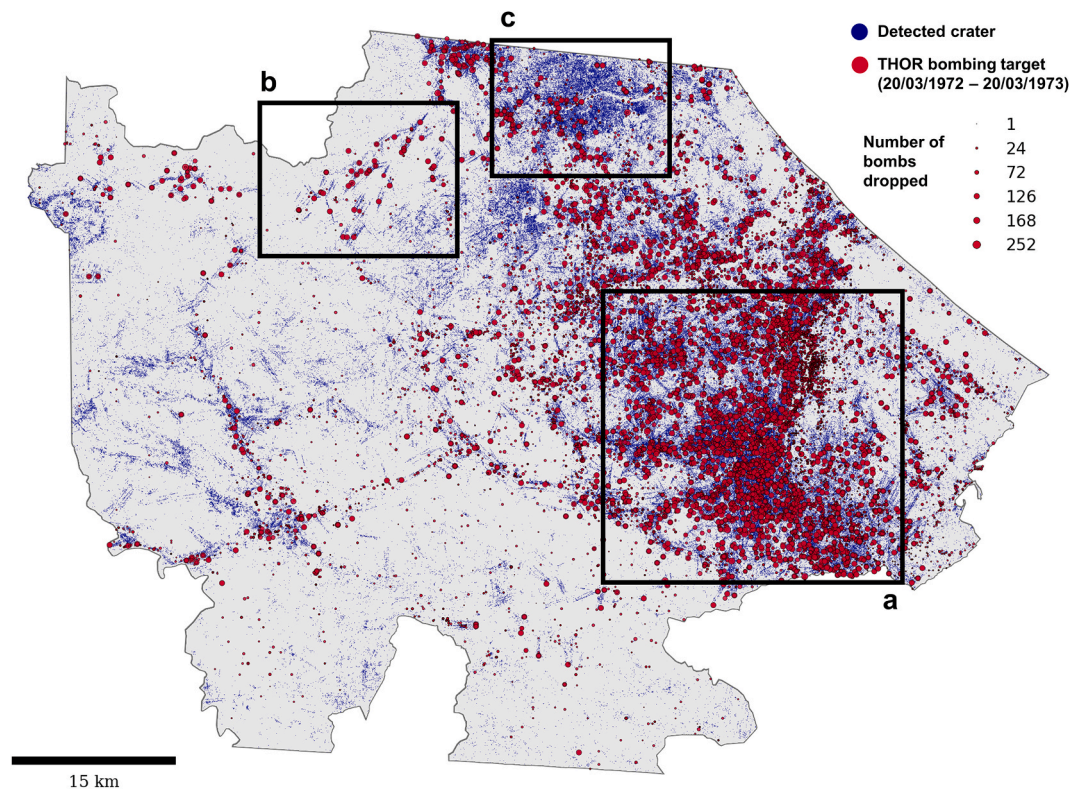 c
Detected crater
THOR bombing target
(20/03/1972 – 20/03/1973)
b
Number of
bombs
dropped
1
24
72
126
168
252
a
15 km